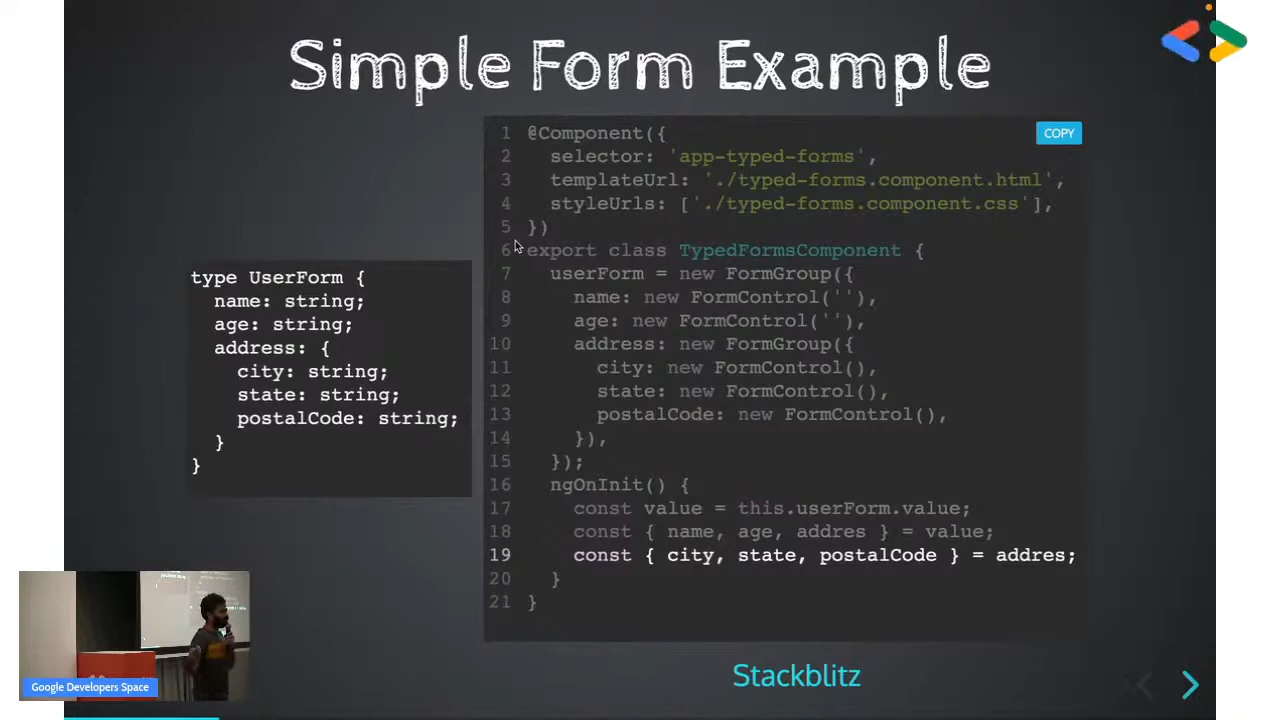 Simple Form Example
type UserForm {
name: string;
age: string;
address: {
city: string;
state: string;
postalCode: string;
}
}
COPY
1 @Component({
2 selector: 'app-typed-forms',
3 templateUrl: './typed-forms.component.html',
4 styleUrls: ['./typed-forms.component.css'],
5 })
6 export class TypedFormsComponent {
7 userForm = new FormGroup({
8 name: new FormControl(''),
9 age: new FormControl(''),
10 address: new FormGroup({
11 city: new FormControl(),
12 state: new FormControl(),
13 postalCode: new FormControl(),
14 }),
15 });
16 ngOnInit() {
17 const value = this.userForm.value;
18 const { name, age, addres } = value;
19 const { city, state, postalCode } = addres;
20 }
21 }
Stackblitz
Google Developers Space